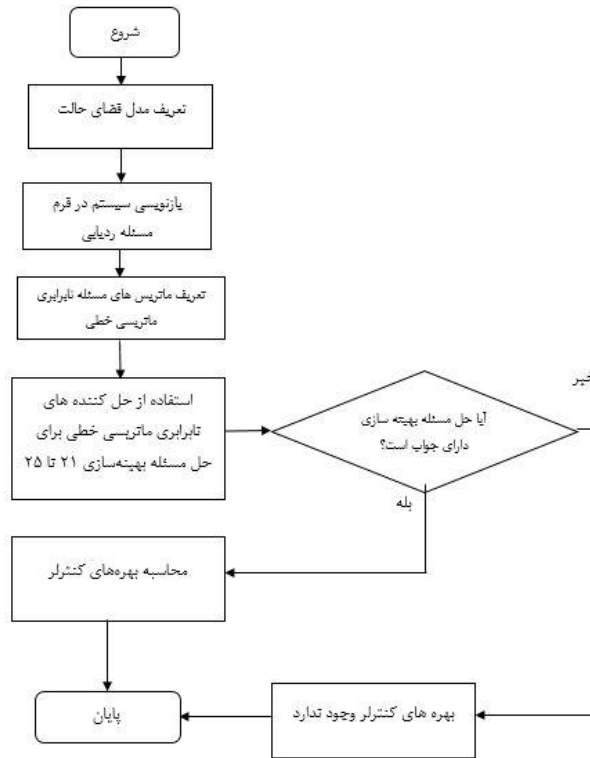 شروع
تعریف مدل فضای حالت
بازنویسی سیستم در فرم
مسئله ردیابی
تعریف ماتریس های مسئله نابرابری
ماتریسی خطی
استفاده از حل کننده های
نابرابری ماتریسی خطی برای
حل مسئله بهینه‌سازی ۲۱ تا ۲۵
آیا حل مسئله بهینه سازی
دارای جواب است؟
خیر
بله
محاسبه بهره‌های کنترلر
بهره های کنترلر وجود ندارد
پایان